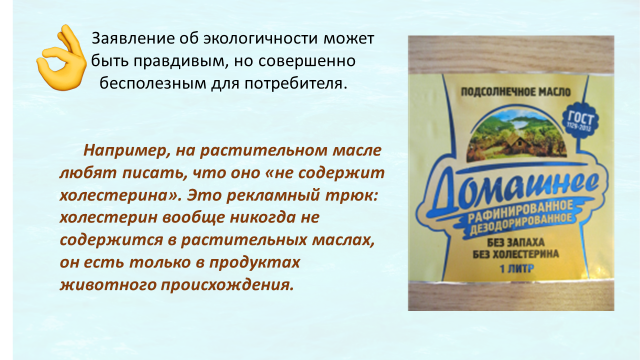 Заявление об экологичности может
быть правдивым, но совершенно
бесполезным для потребителя.
Например, на растительном масле
любят писать, что оно «не содержит
холестерина». Это рекламный трюк:
холестерин вообще никогда не
содержится в растительных маслах,
он есть только в продуктах
животного происхождения.
ПОДСОЛНЕЧНОЕ МАСЛО
ГОСТ
1129-2013
Домашнее
РАФИНИРОВАННОЕ
ДЕЗОДОРИРОВАННОЕ
БЕЗ ЗАПАХА
БЕЗ ХОЛЕСТЕРИНА
1 ЛИТР